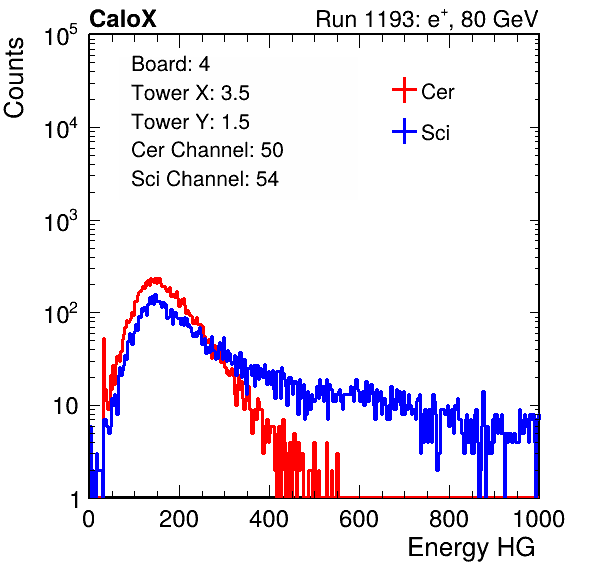 CaloX Run 1193: e⁺, 80 GeV
Counts
Board: 4
Tower X: 3.5
Tower Y: 1.5
Cer Channel: 50
Sci Channel: 54
Cer
Sci
10⁵
10⁴
10³
10²
10
1
0 200 400 600 800 1000
Energy HG